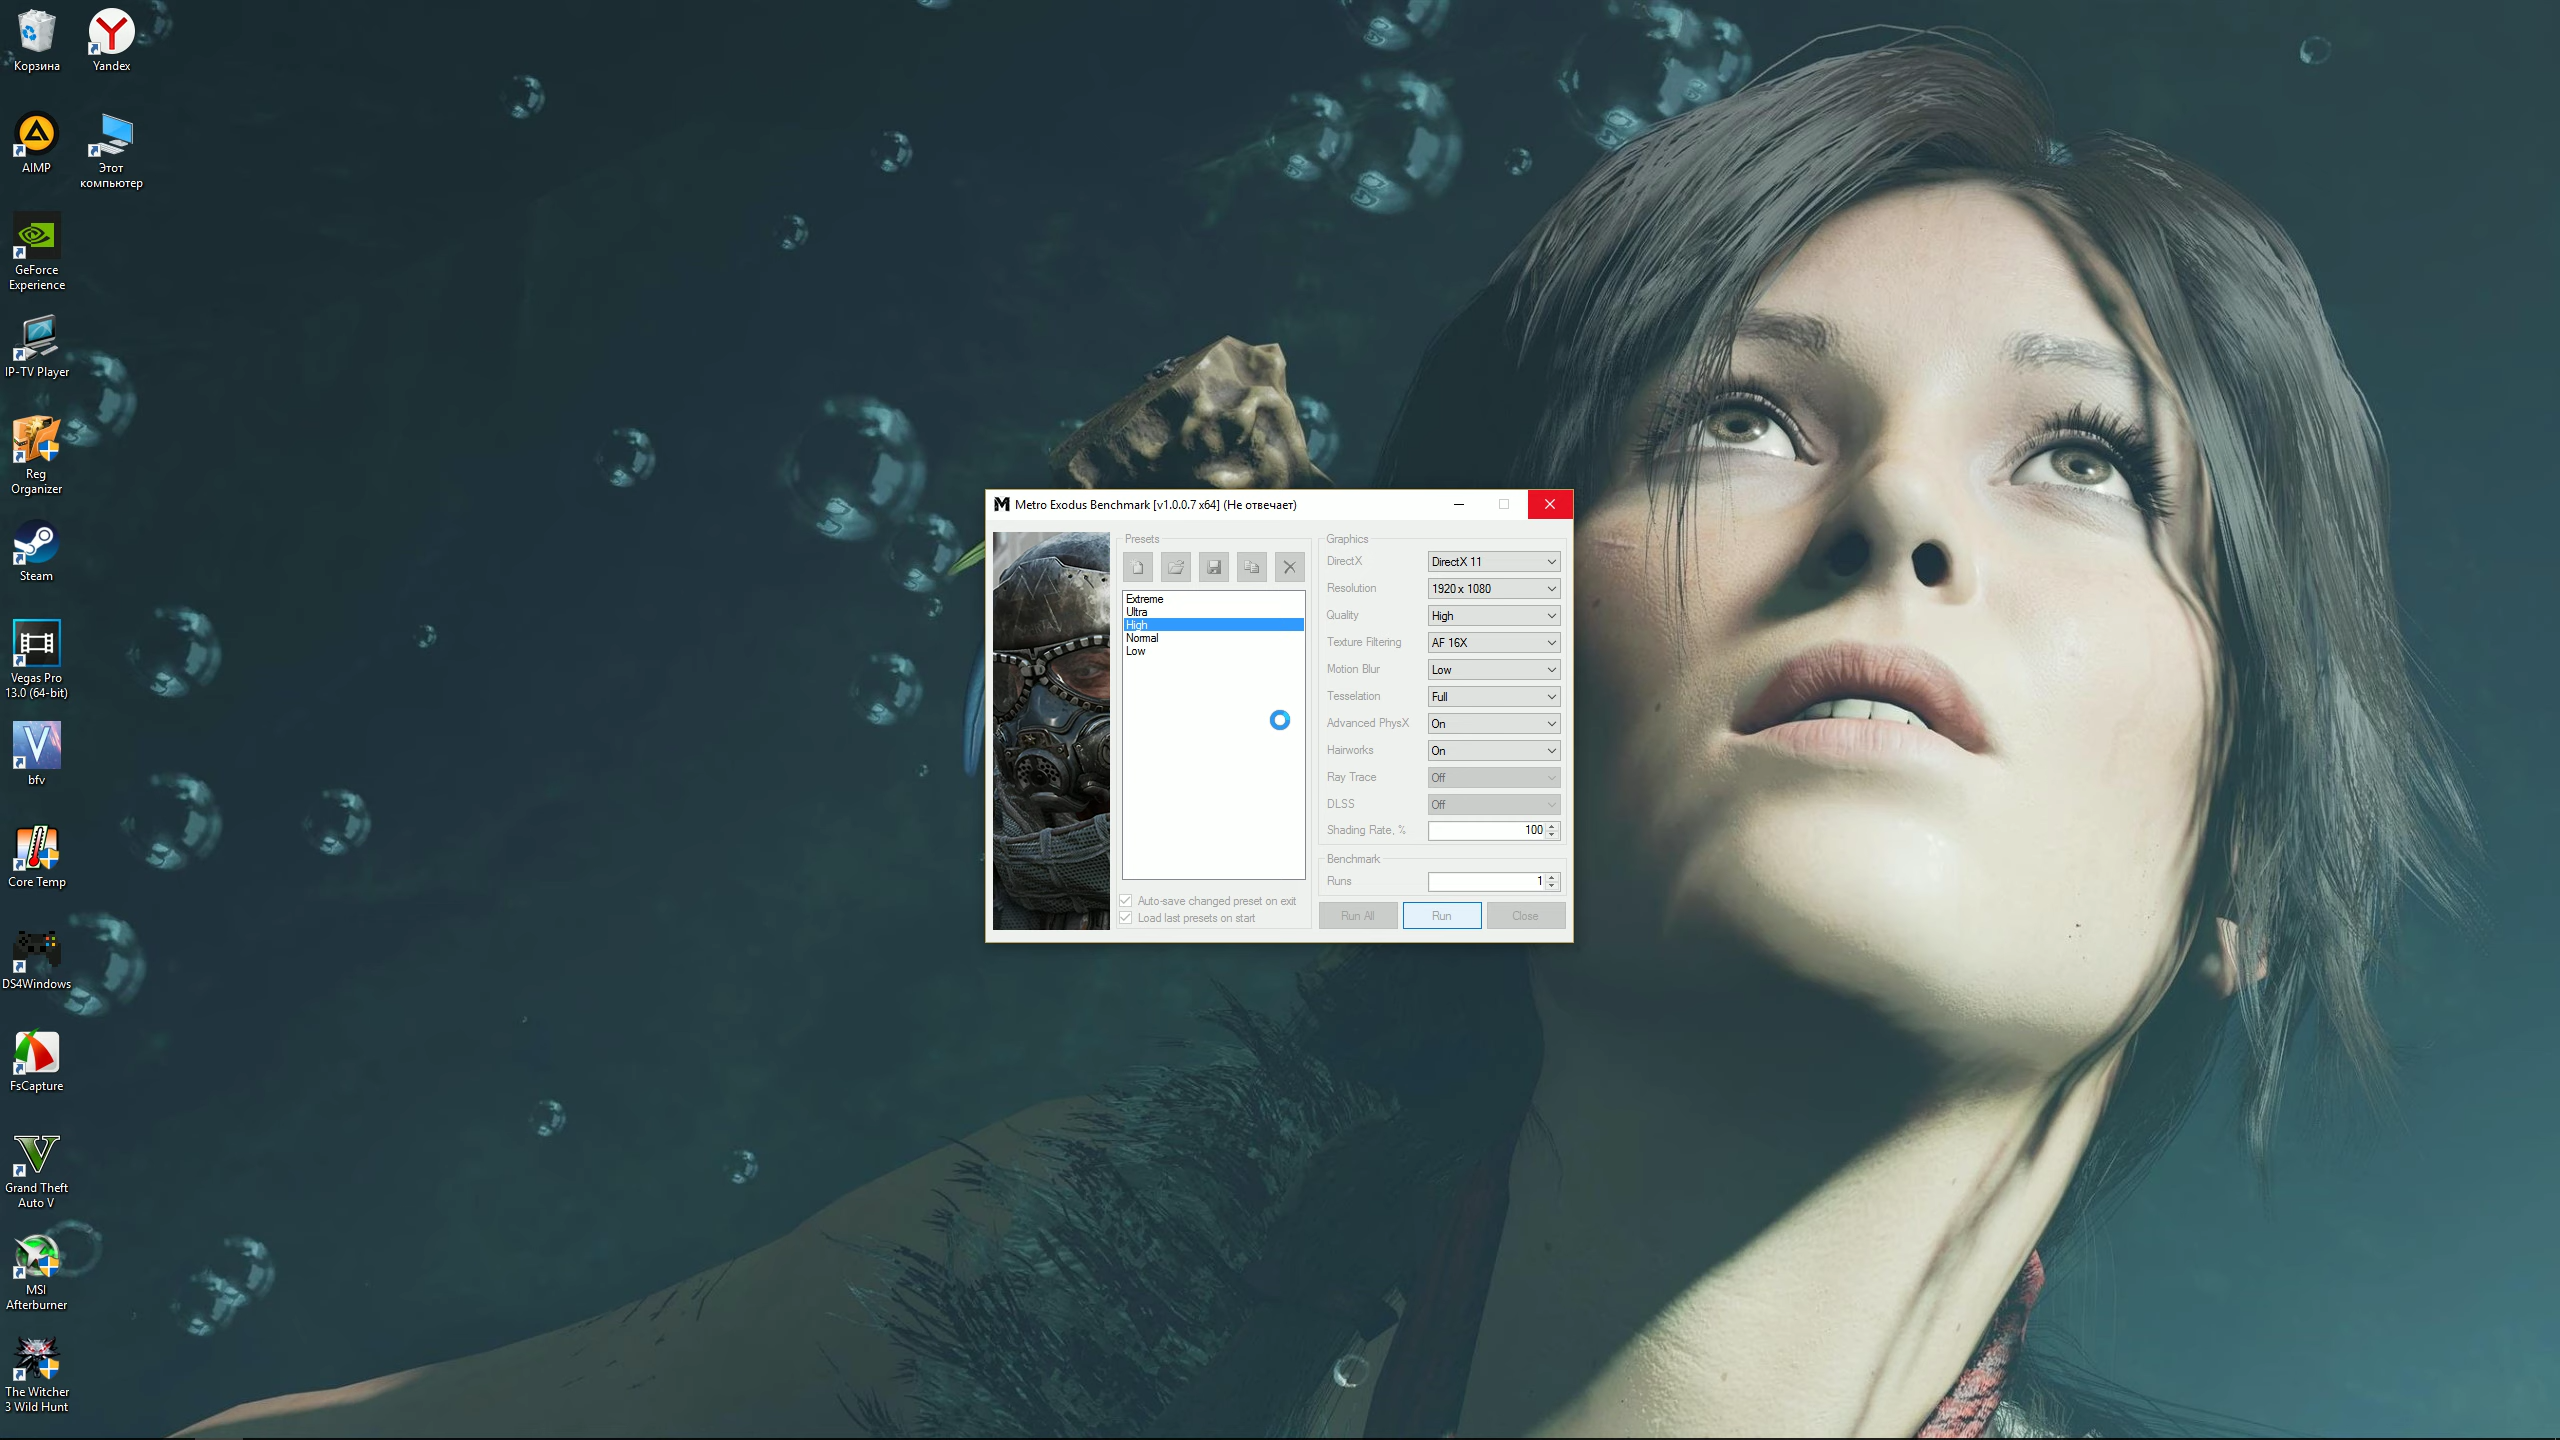 Корзина
Yandex
AIMP
Этот
компьютер
GeForce
Experience
IP-TV Player
Reg
Organizer
Steam
Vegas Pro
13.0 (64-bit)
bfv
Core Temp
DS4Windows
FsCapture
Grand Theft
Auto V
MSI
Afterburner
The Witcher
3 Wild Hunt
Metro Exodus Benchmark [v1.0.0.7 x64] (Не отвечает)
Presets
Extreme
Ultra
High
Normal
Low
Auto-save changed preset on exit
Load last presets on start
Graphics
DirectX DirectX 11
Resolution 1920 x 1080
Quality High
Texture Filtering AF 16X
Motion Blur Low
Tesselation Full
Advanced PhysX On
Hairworks On
Ray Trace Off
DLSS Off
Shading Rate, % 100
Benchmark
Runs 1
Run All Run Close